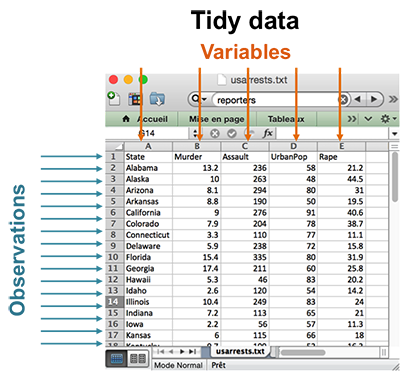 Tidy data
Variables
Observations
usarrests.txt
reporters
Accueil Mise en page Tableaux
G14 fx
A B C D E
1 State Murder Assault UrbanPop Rape
2 Alabama 13.2 236 58 21.2
3 Alaska 10 263 48 44.5
4 Arizona 8.1 294 80 31
5 Arkansas 8.8 190 50 19.5
6 California 9 276 91 40.6
7 Colorado 7.9 204 78 38.7
8 Connecticut 3.3 110 77 11.1
9 Delaware 5.9 238 72 15.8
10 Florida 15.4 335 80 31.9
11 Georgia 17.4 211 60 25.8
12 Hawaii 5.3 46 83 20.2
13 Idaho 2.6 120 54 14.2
14 Illinois 10.4 249 83 24
15 Indiana 7.2 113 65 21
16 Iowa 2.2 56 57 11.3
17 Kansas 6 115 66 18
usarrests.txt
Mode Normal Prêt